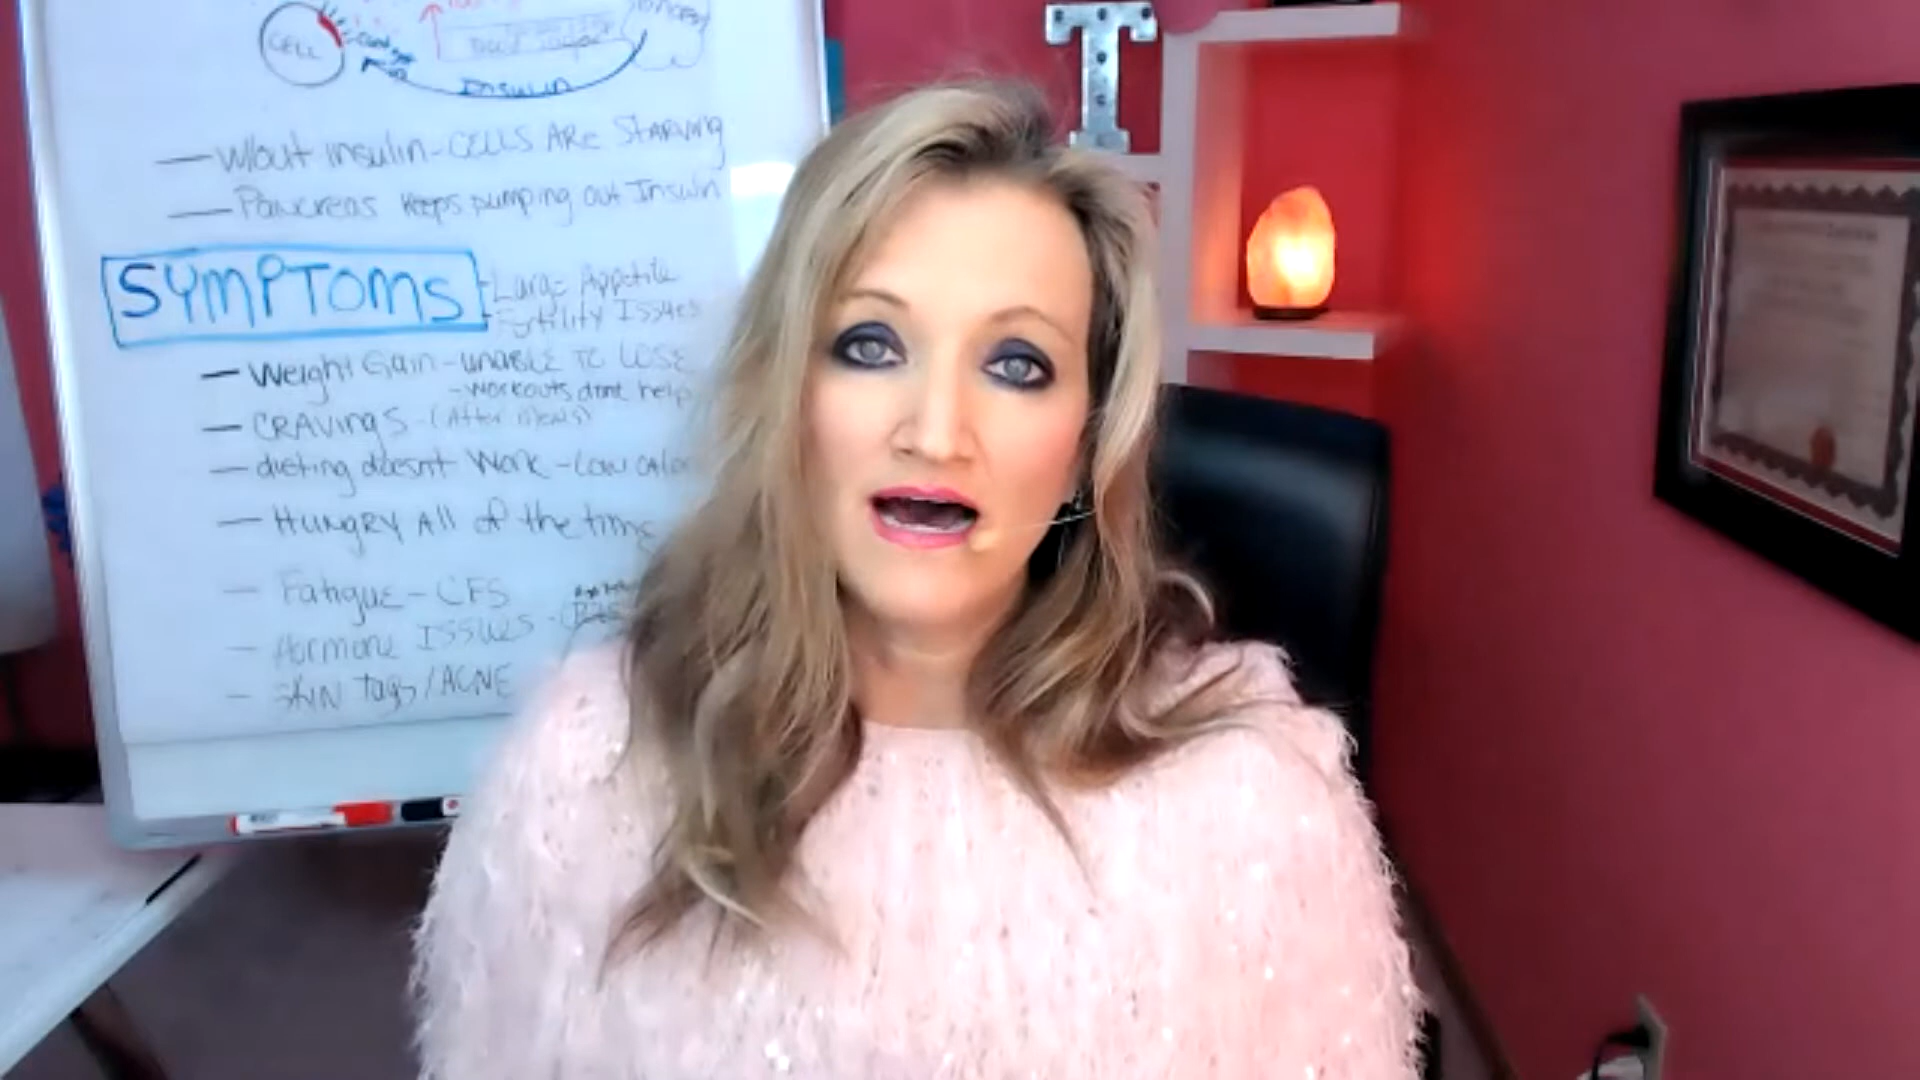 CELL
INSULIN
T
— W/out insulin - CELLS ARE STARVING
— Pancreas keeps pumping out Insulin
SYMPTOMS
- Large Appetite
- Fertility Issues
— Weight Gain - unable to LOSE
- workouts dont help
— CRAVINGS - (After meals)
— dieting doesnt work - Low calo
— HUNGRY All of the time
— Fatigue - CFS
— Hormone ISSUES -
— SKIN Tags / ACNE